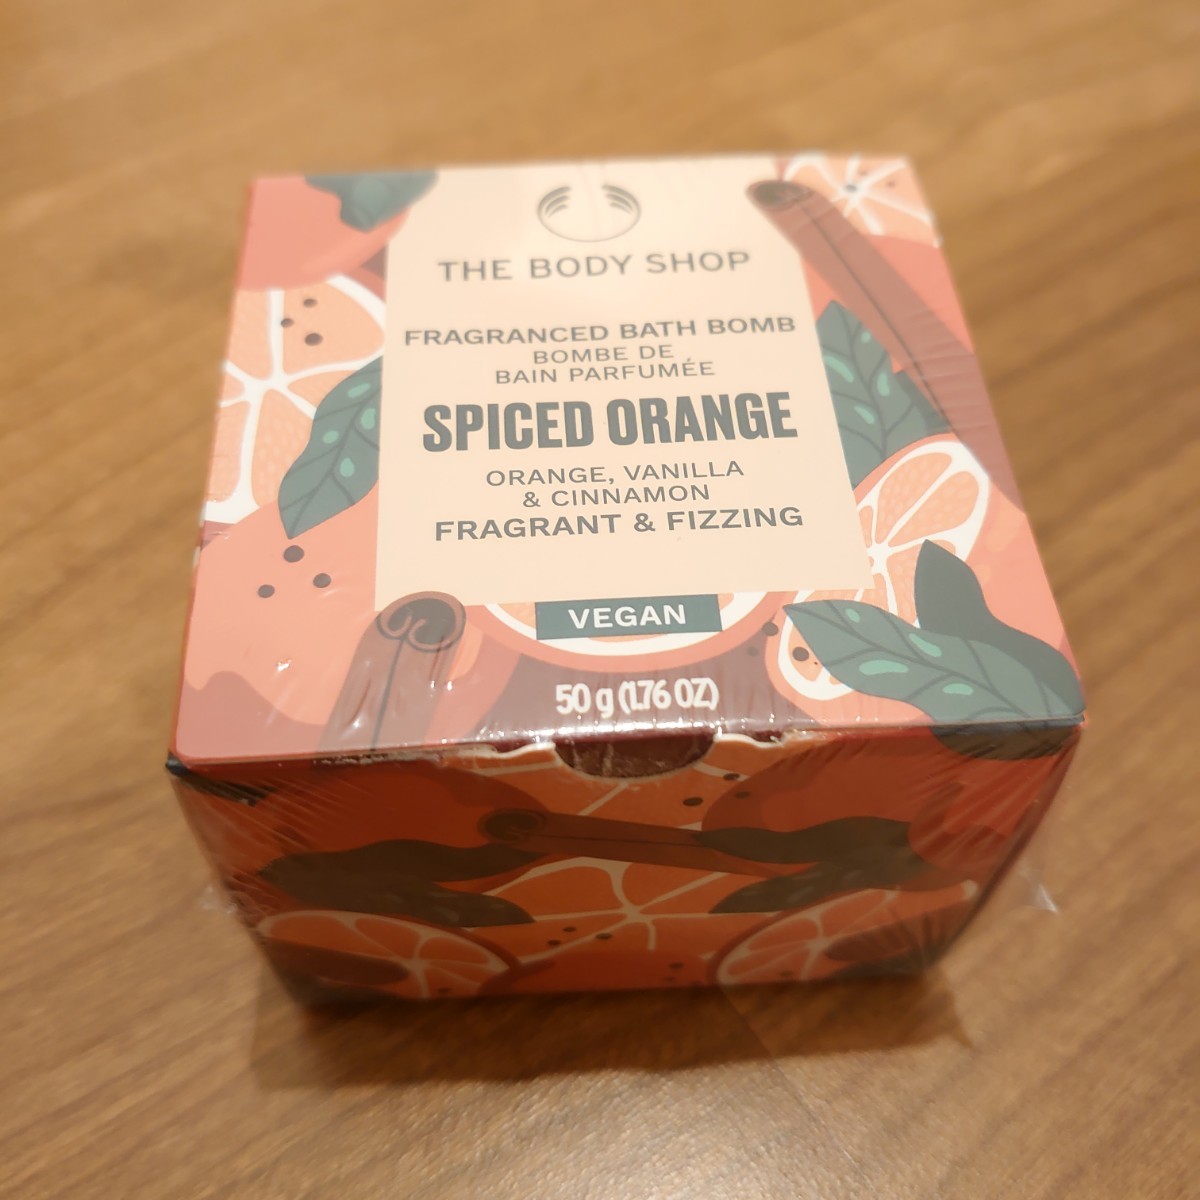 THE BODY SHOP
FRAGRANCED BATH BOMB
BOMBE DE
BAIN PARFUMÉE
SPICED ORANGE
ORANGE, VANILLA
& CINNAMON
FRAGRANT & FIZZING
VEGAN
50 g (1.76 OZ)